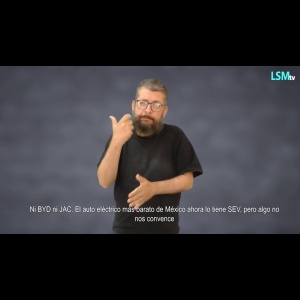 LSMtv
Ni BYD ni JAC. El auto eléctrico más barato de México ahora lo tiene SEV, pero algo no
nos convence